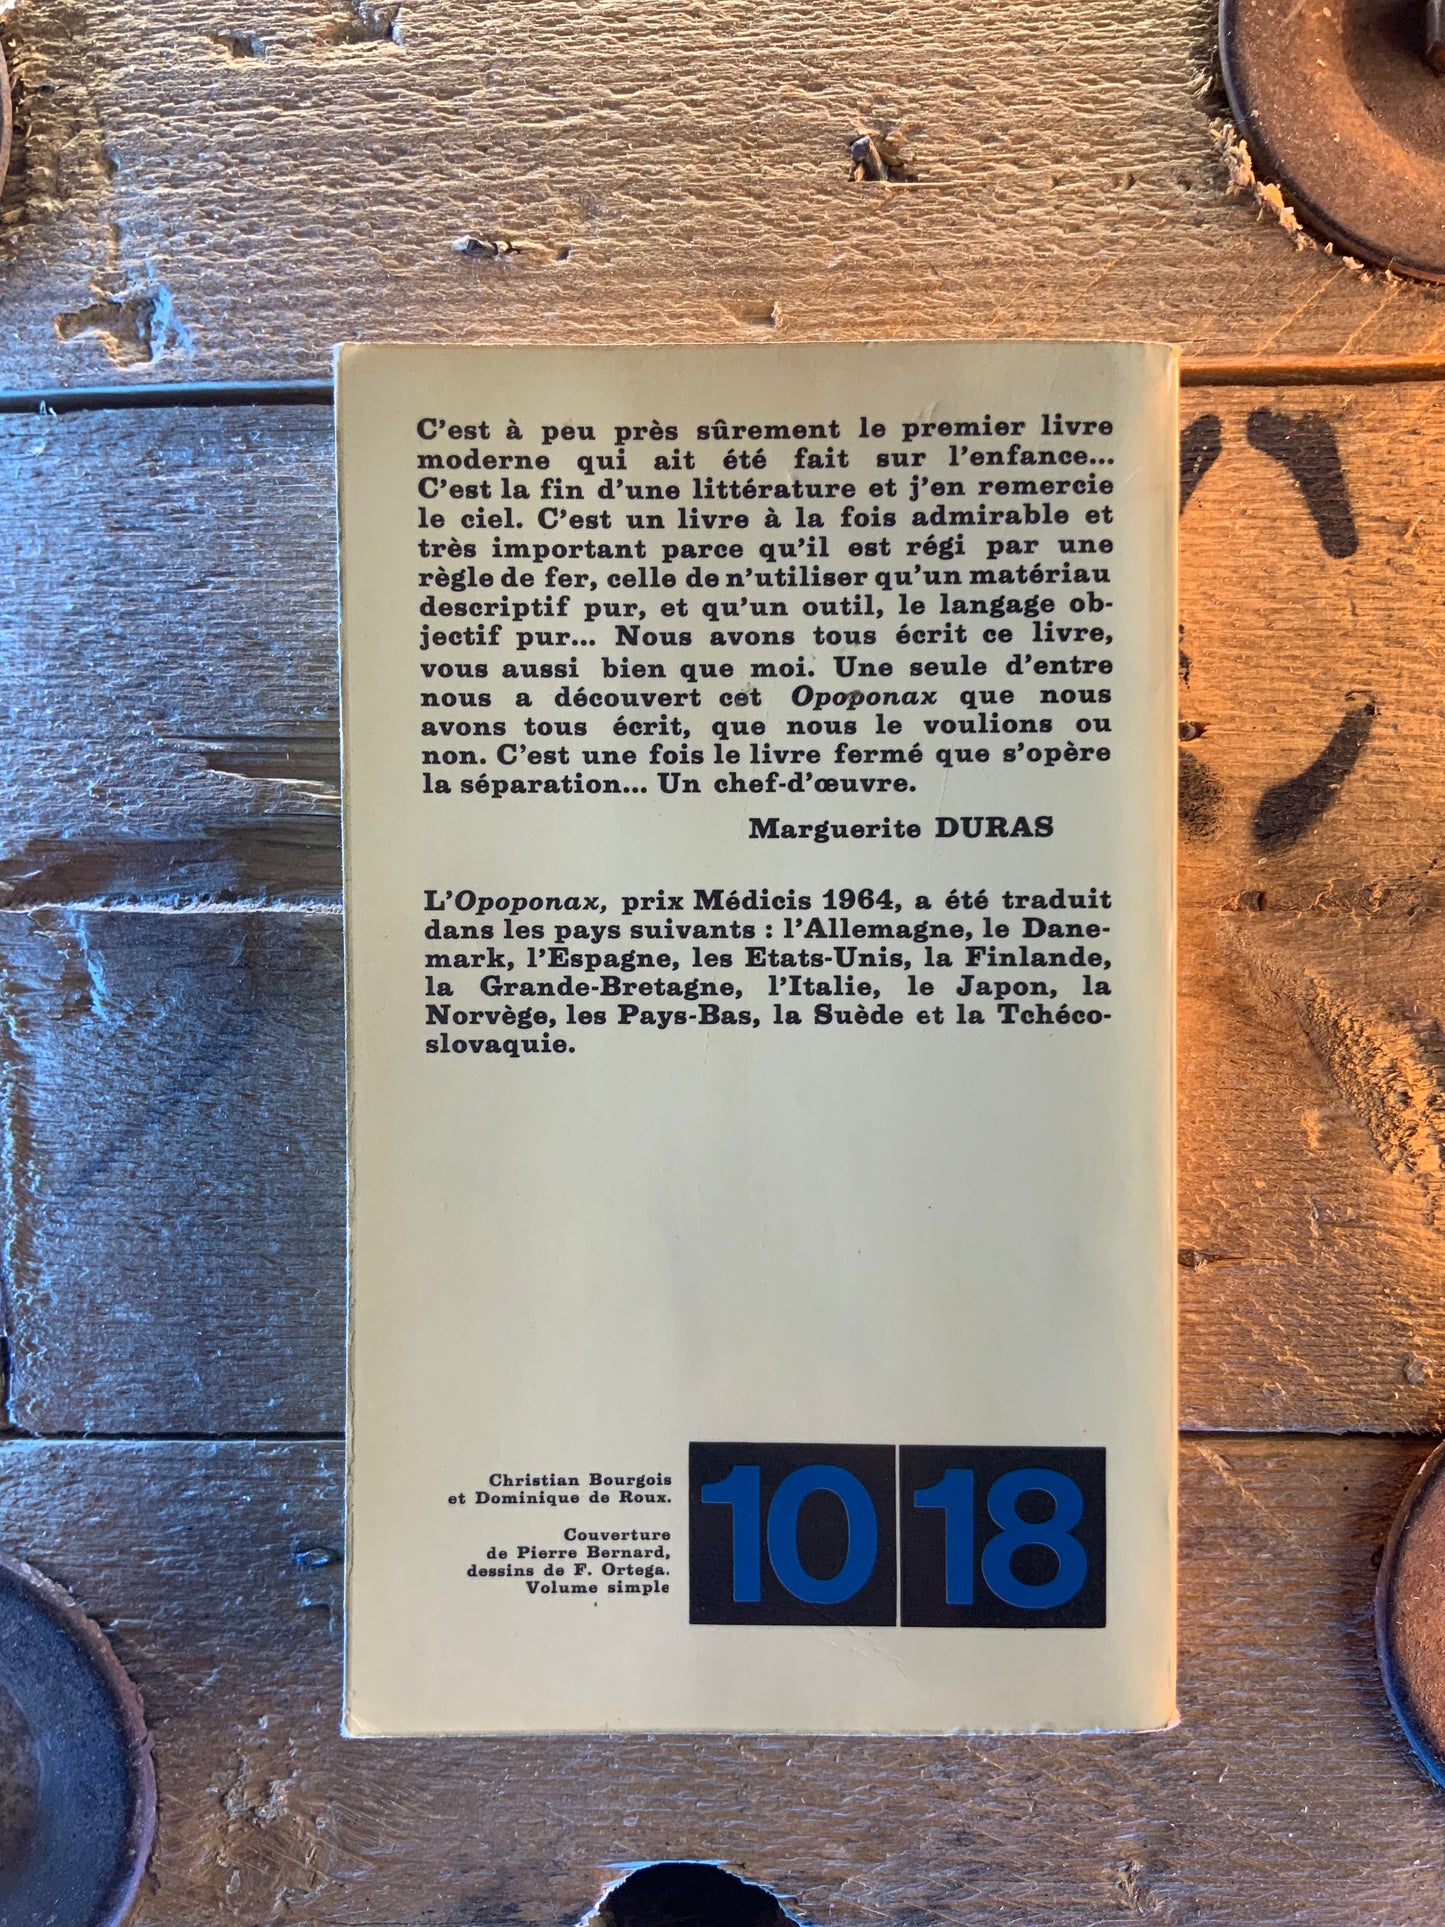 C'est à peu près sûrement le premier livre
moderne qui ait été fait sur l'enfance...
C'est la fin d'une littérature et j'en remercie
le ciel. C'est un livre à la fois admirable et
très important parce qu'il est régi par une
règle de fer, celle de n'utiliser qu'un matériau
descriptif pur, et qu'un outil, le langage ob-
jectif pur... Nous avons tous écrit ce livre,
vous aussi bien que moi. Une seule d'entre
nous a découvert cet Opoponax que nous
avons tous écrit, que nous le voulions ou
non. C'est une fois le livre fermé que s'opère
la séparation... Un chef-d'œuvre.
Marguerite DURAS
L'Opoponax, prix Médicis 1964, a été traduit
dans les pays suivants : l'Allemagne, le Dane-
mark, l'Espagne, les Etats-Unis, la Finlande,
la Grande-Bretagne, l'Italie, le Japon, la
Norvège, les Pays-Bas, la Suède et la Tchéco-
slovaquie.
Christian Bourgois
et Dominique de Roux.
Couverture
de Pierre Bernard,
dessins de F. Ortega.
Volume simple
10 18